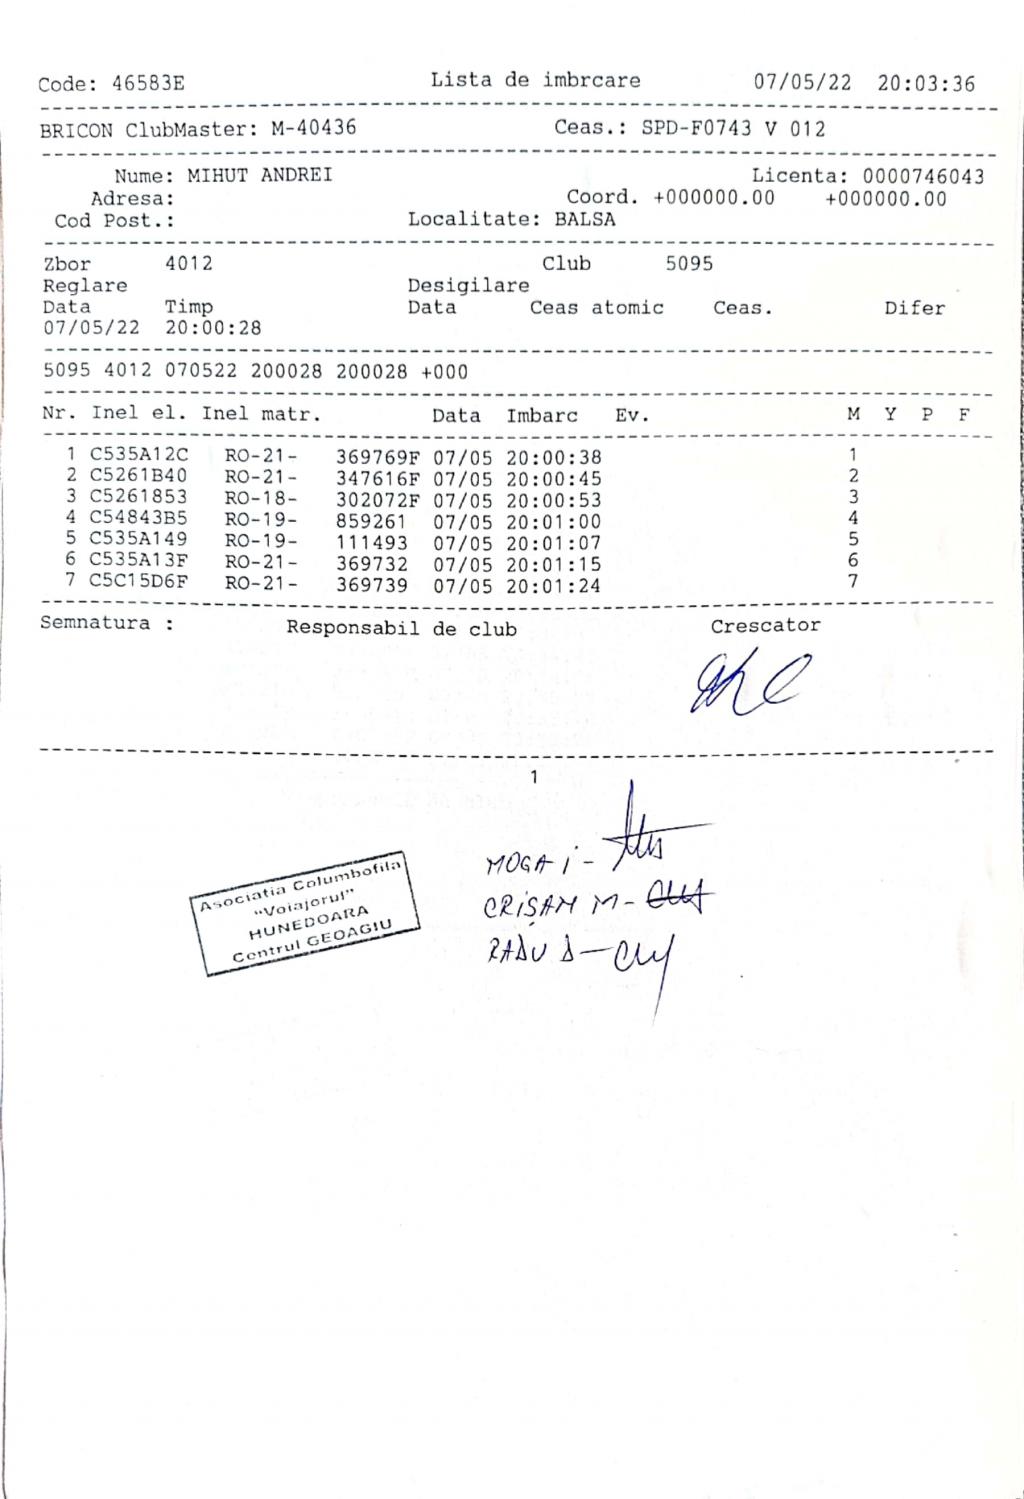 Code: 46583E Lista de imbrcare 07/05/22 20:03:36
BRICON ClubMaster: M-40436 Ceas.: SPD-F0743 V 012
Nume: MIHUT ANDREI Licenta: 0000746043
Adresa: Coord. +000000.00 +000000.00
Cod Post.: Localitate: BALSA
Zbor 4012 Club 5095
Reglare Desigilare
Data Timp Data Ceas atomic Ceas. Difer
07/05/22 20:00:28
5095 4012 070522 200028 200028 +000
Nr. Inel el. Inel matr. Data Imbarc Ev. M Y P F
1 C535A12C RO-21- 369769F 07/05 20:00:38 1
2 C5261B40 RO-21- 347616F 07/05 20:00:45 2
3 C5261853 RO-18- 302072F 07/05 20:00:53 3
4 C54843B5 RO-19- 859261 07/05 20:01:00 4
5 C535A149 RO-19- 111493 07/05 20:01:07 5
6 C535A13F RO-21- 369732 07/05 20:01:15 6
7 C5C15D6F RO-21- 369739 07/05 20:01:24 7
Semnatura : Responsabil de club Crescator
1
MOGA i -
CRIŞAN M -
RADU D -
Asociatia Columbofila
"Voiajorul"
HUNEDOARA
Centrul GEOAGIU